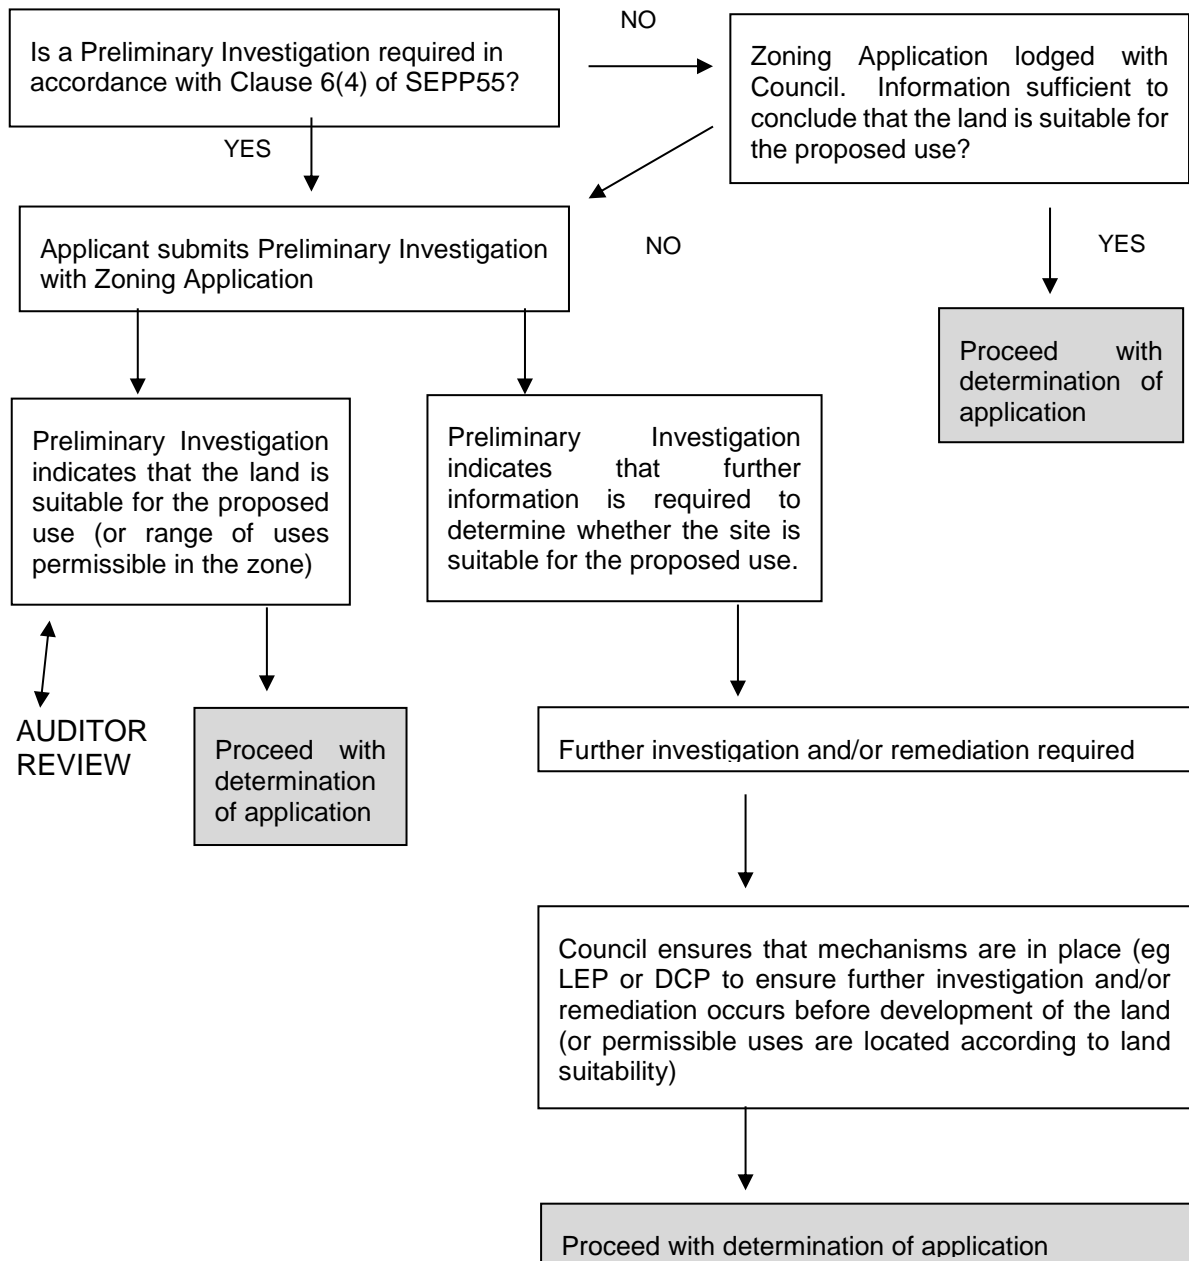 Is a Preliminary Investigation required in
accordance with Clause 6(4) of SEPP55?
NO
Zoning Application lodged with
Council. Information sufficient to
conclude that the land is suitable for
the proposed use?
YES
Applicant submits Preliminary Investigation
with Zoning Application
NO
YES
Proceed with
determination of
application
Preliminary Investigation
indicates that the land is
suitable for the proposed
use (or range of uses
permissible in the zone)
Preliminary Investigation
indicates that further
information is required to
determine whether the site is
suitable for the proposed use.
AUDITOR
REVIEW
Proceed with
determination
of application
Further investigation and/or remediation required
Council ensures that mechanisms are in place (eg
LEP or DCP to ensure further investigation and/or
remediation occurs before development of the land
(or permissible uses are located according to land
suitability)
Proceed with determination of application